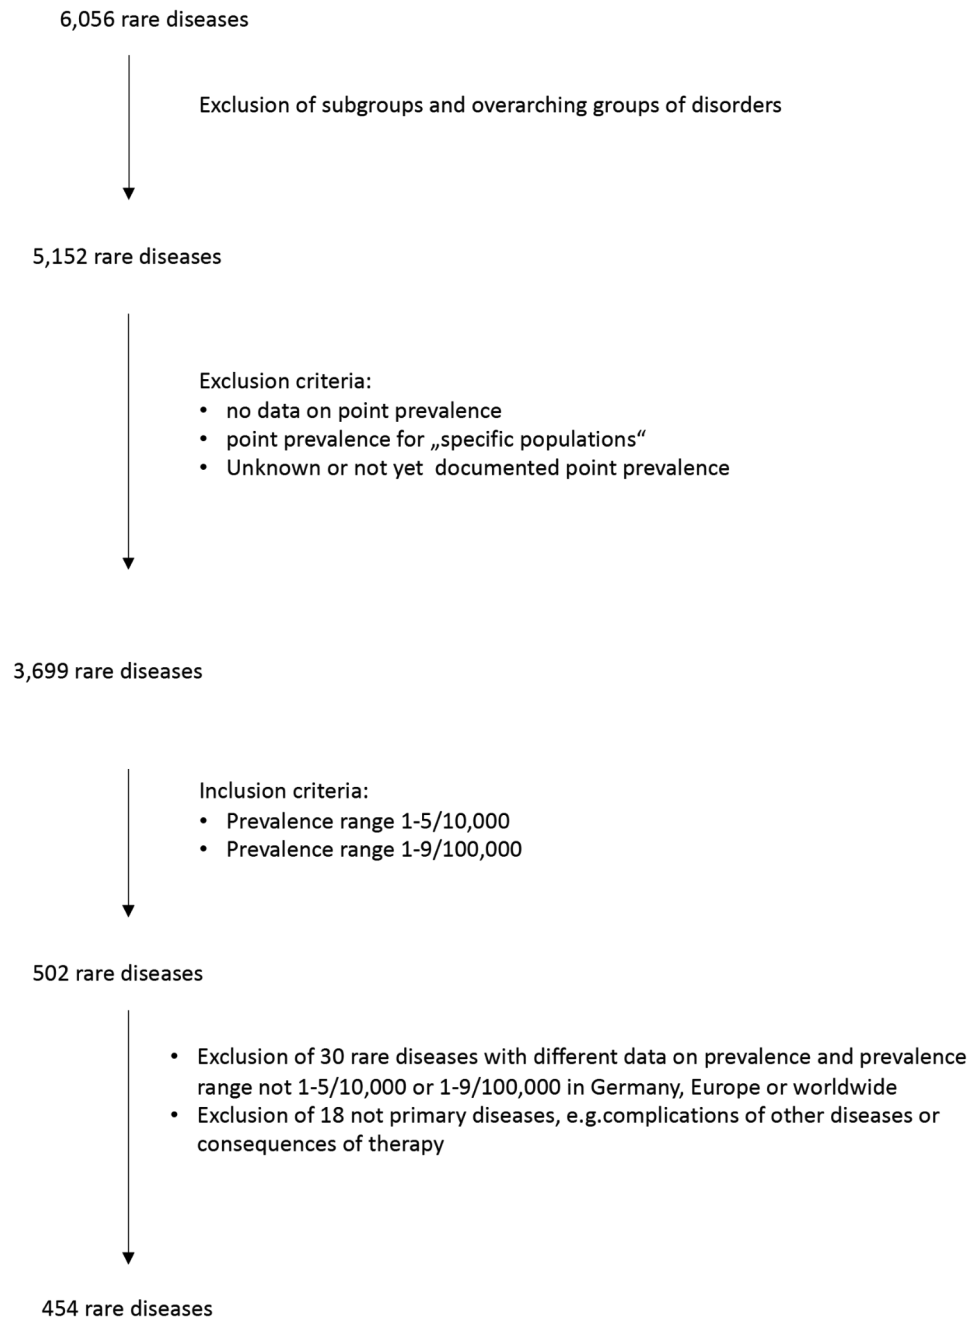 6,056 rare diseases
Exclusion of subgroups and overarching groups of disorders
5,152 rare diseases
Exclusion criteria:
• no data on point prevalence
• point prevalence for „specific populations“
• Unknown or not yet  documented point prevalence
3,699 rare diseases
Inclusion criteria:
• Prevalence range 1-5/10,000
• Prevalence range 1-9/100,000
502 rare diseases
• Exclusion of 30 rare diseases with different data on prevalence and prevalence
range not 1-5/10,000 or 1-9/100,000 in Germany, Europe or worldwide
• Exclusion of 18 not primary diseases, e.g.complications of other diseases or
consequences of therapy
454 rare diseases